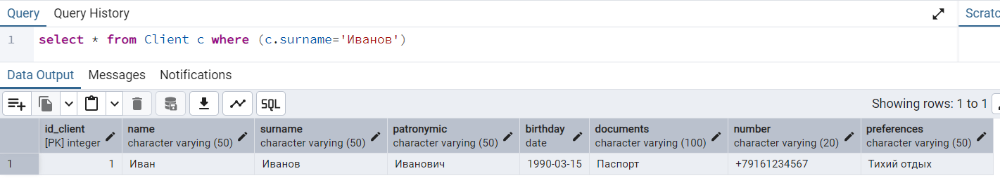 Query Query History Scratc
1 select * from Client c where (c.surname='Иванов')
Data Output Messages Notifications
SQL Showing rows: 1 to 1
id_client name surname patronymic birthday documents number preferences
[PK] integer character varying (50) character varying (50) character varying (50) date character varying (100) character varying (20) character varying (50)
1 1 Иван Иванов Иванович 1990-03-15 Паспорт +79161234567 Тихий отдых